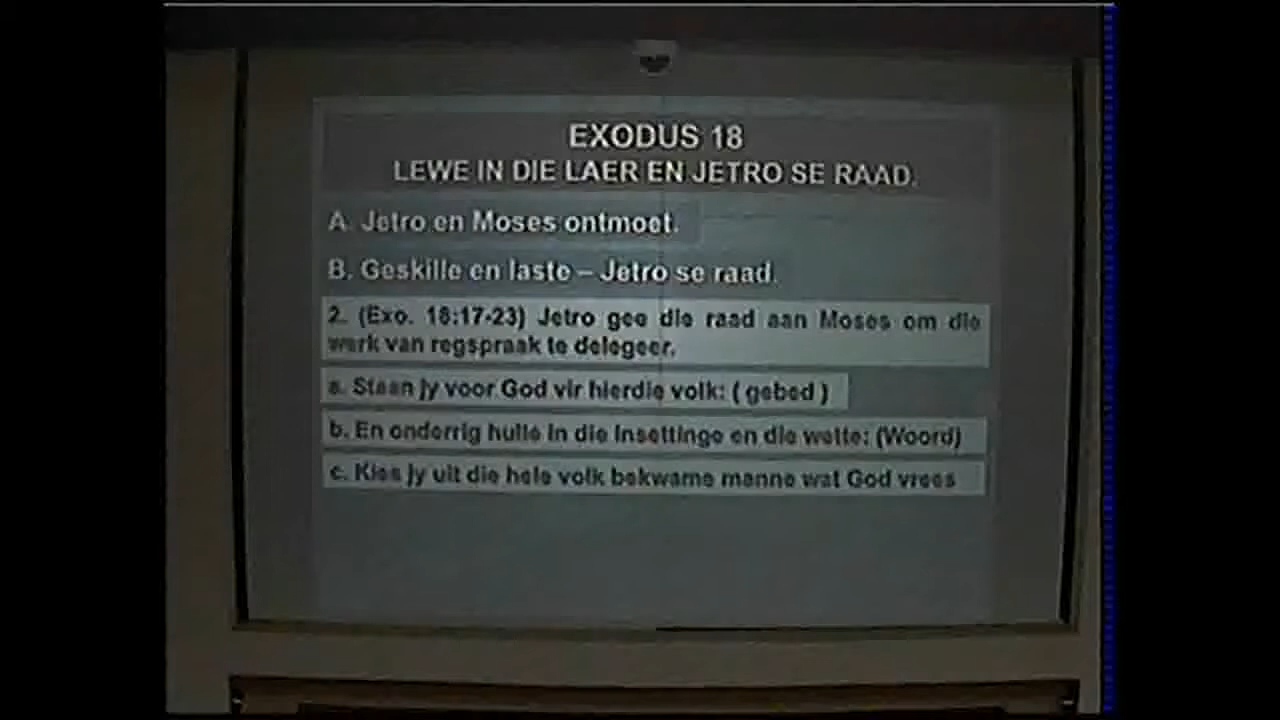 EXODUS 18
LEWE IN DIE LAER EN JETRO SE RAAD.
A. Jetro en Moses ontmoet.
B. Geskille en laste – Jetro se raad.
2. (Exo. 18:17-23) Jetro gee die raad aan Moses om die
werk van regspraak te delegeer.
a. Staan jy voor God vir hierdie volk: ( gebed )
b. En onderrig hulle in die insettinge en die wette: (Woord)
c. Kies jy uit die hele volk bekwame manne wat God vrees